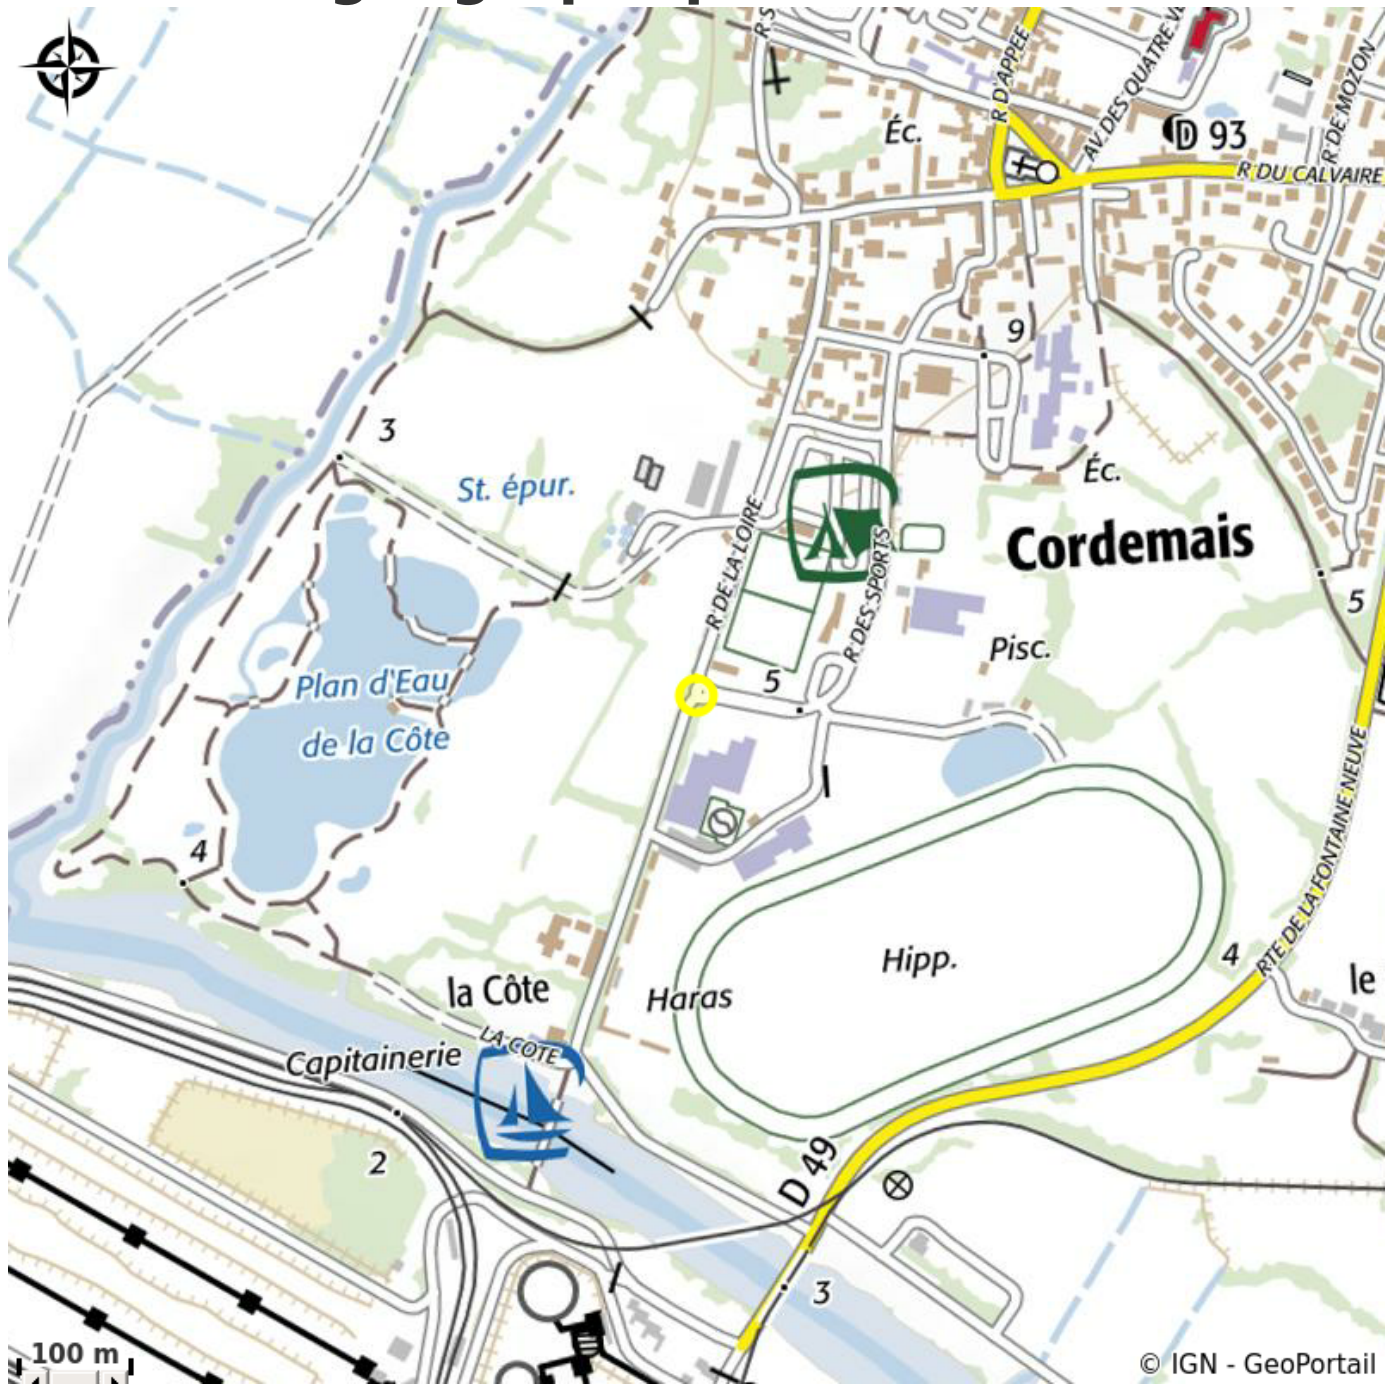 R D'APPÉE
AV. DES QUATRE
R DE MOZON
Éc.
D 93
R DU CALVAIRE
9
3
St. épur.
Éc.
Cordemais
R DE LA LOIRE
R DES SPORTS
5
Pisc.
Plan d'Eau
de la Côte
5
RTE DE LA FONTAINE NEUVE
4
4
Hipp.
le
la Côte
Haras
LA COTE
Capitainerie
2
D 49
3
100 m
© IGN - GeoPortail